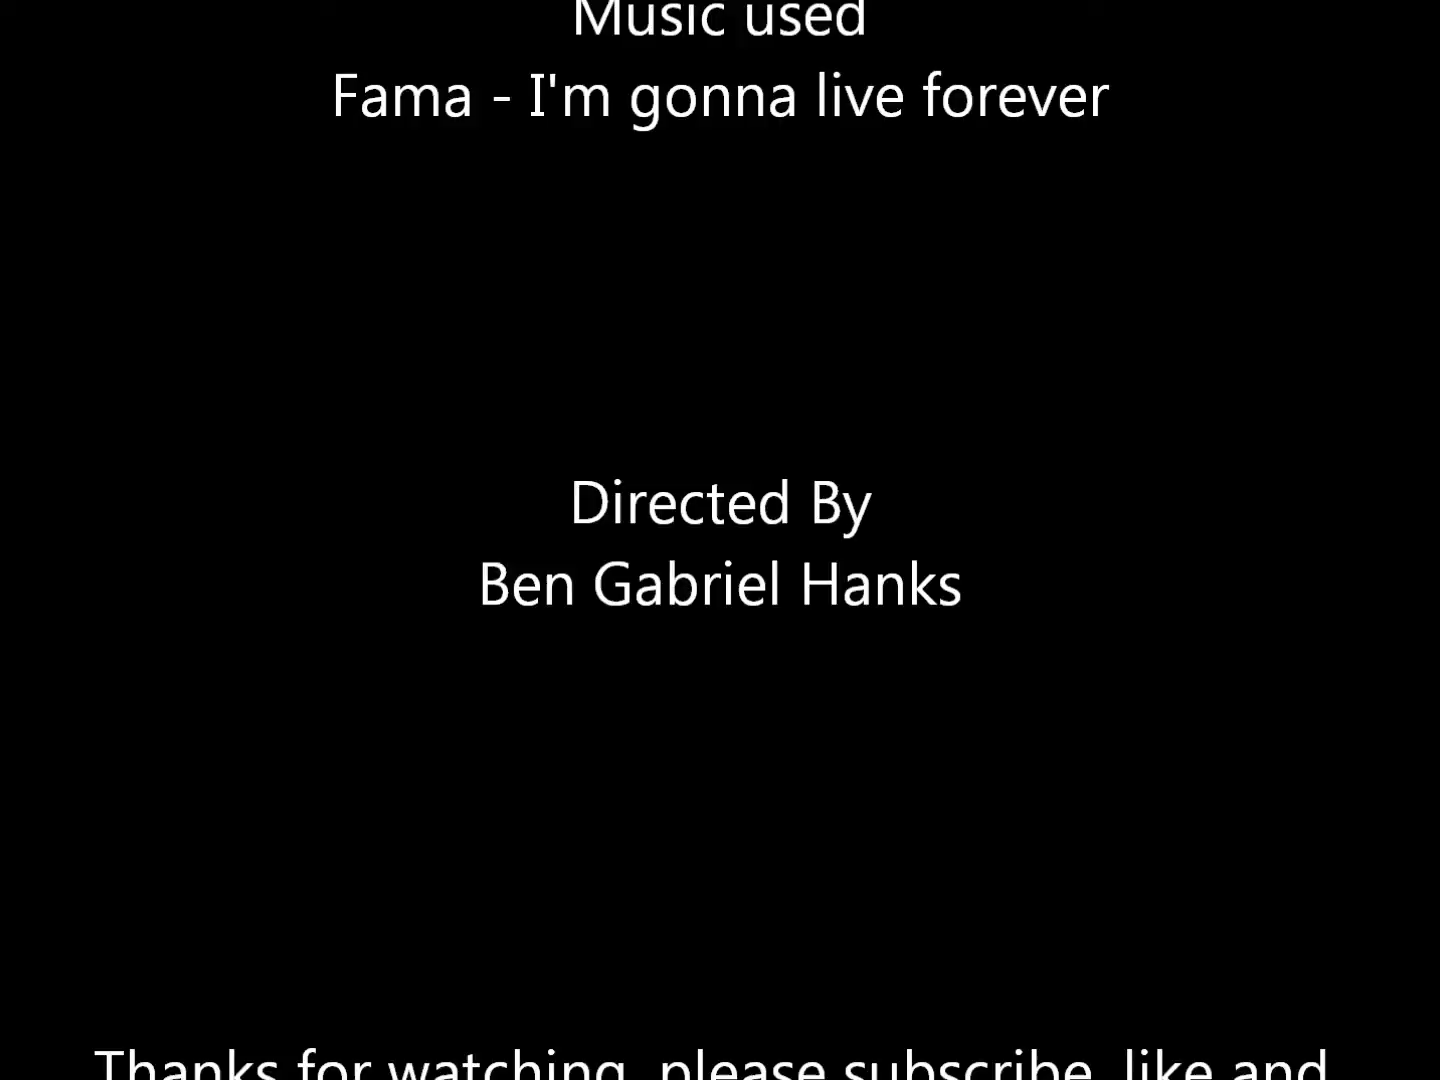 Music used
Fama - I'm gonna live forever
Directed By
Ben Gabriel Hanks
Thanks for watching, please subscribe, like and